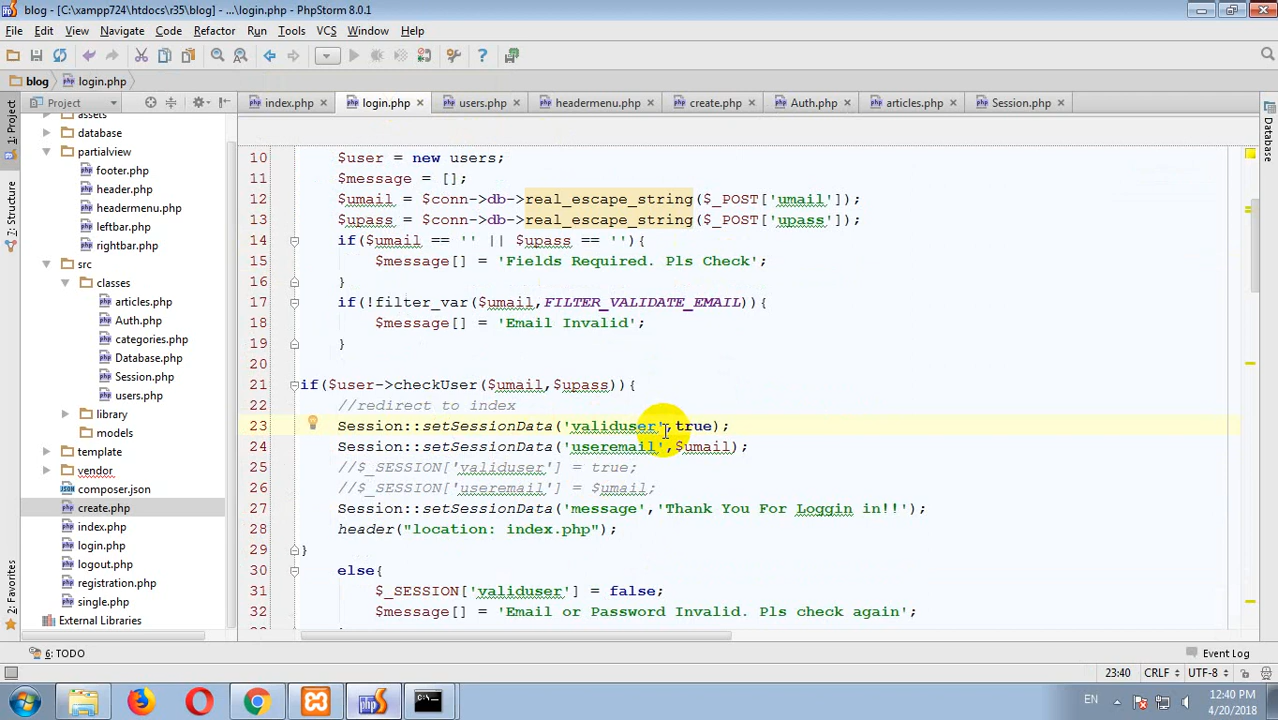 blog - [C:\xampp724\htdocs\r35\blog] - ...\login.php - PhpStorm 8.0.1
File Edit View Navigate Code Refactor Run Tools VCS Window Help
blog login.php
Project
index.php login.php users.php headermenu.php create.php Auth.php articles.php Session.php
1: Project
7: Structure
2: Favorites
Database
assets
database
partialview
footer.php
header.php
headermenu.php
leftbar.php
rightbar.php
src
classes
articles.php
Auth.php
categories.php
Database.php
Session.php
users.php
library
models
template
vendor
composer.json
create.php
index.php
login.php
logout.php
registration.php
single.php
External Libraries
10 $user = new users;
11 $message = [];
12 $umail = $conn->db->real_escape_string($_POST['umail']);
13 $upass = $conn->db->real_escape_string($_POST['upass']);
14 if($umail == '' || $upass == ''){
15 $message[] = 'Fields Required. Pls Check';
16 }
17 if(!filter_var($umail,FILTER_VALIDATE_EMAIL)){
18 $message[] = 'Email Invalid';
19 }
20
21 if($user->checkUser($umail,$upass)){
22 //redirect to index
23 Session::setSessionData('validuser',true);
24 Session::setSessionData('useremail',$umail);
25 //$_SESSION['validuser'] = true;
26 //$_SESSION['useremail'] = $umail;
27 Session::setSessionData('message','Thank You For Loggin in!!');
28 header("location: index.php");
29 }
30 else{
31 $_SESSION['validuser'] = false;
32 $message[] = 'Email or Password Invalid. Pls check again';
6: TODO
Event Log
23:40 CRLF UTF-8
EN
12:40 PM
4/20/2018